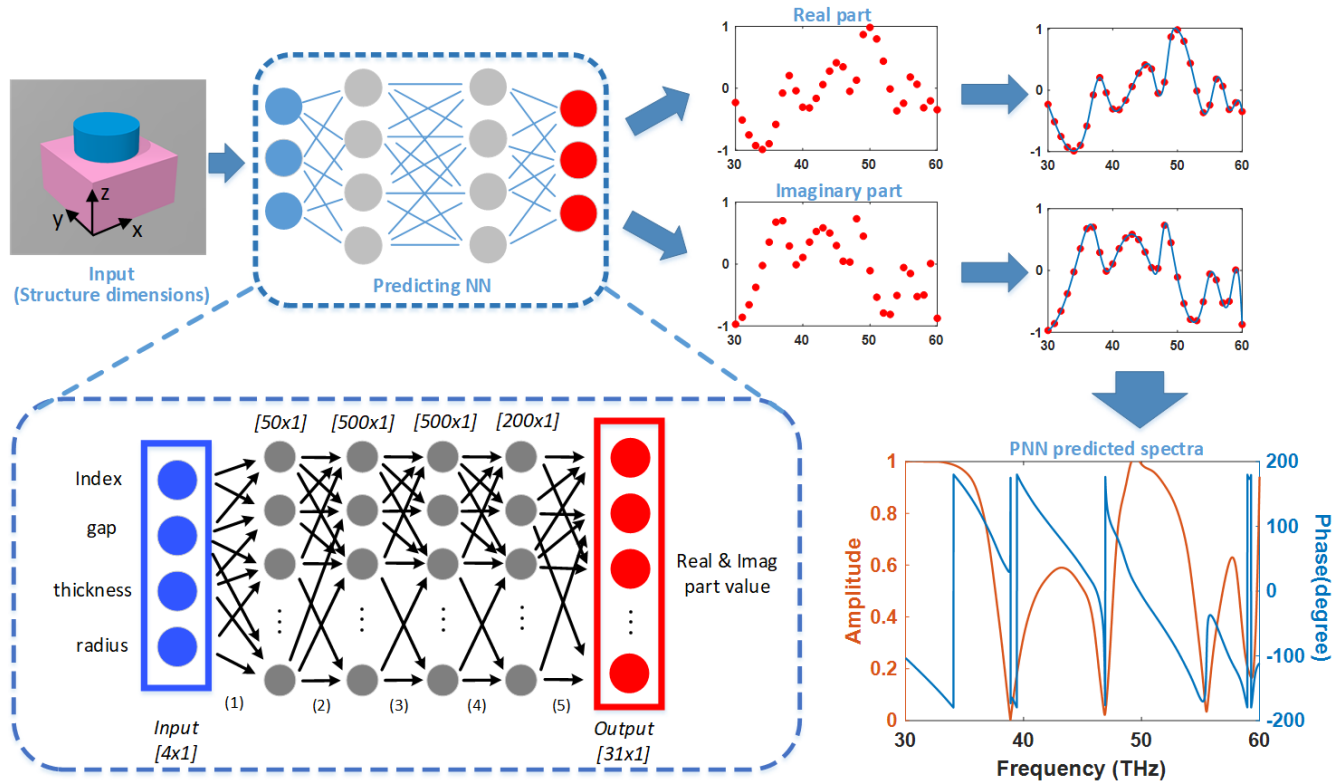 Real part
1
0
-1
30
40
50
60
1
0
-1
30
40
50
60
z
y
x
Input
(Structure dimensions)
Predicting NN
Imaginary part
1
0
-1
30
40
50
60
1
0
-1
30
40
50
60
[50x1]
[500x1]
[500x1]
[200x1]
Index
gap
thickness
radius
Real & Imag
part value
(1)
(2)
(3)
(4)
(5)
Input
[4x1]
Output
[31x1]
PNN predicted spectra
1
0.8
0.6
0.4
0.2
0
Amplitude
200
100
0
-100
-200
Phase(degree)
30
40
50
60
Frequency (THz)